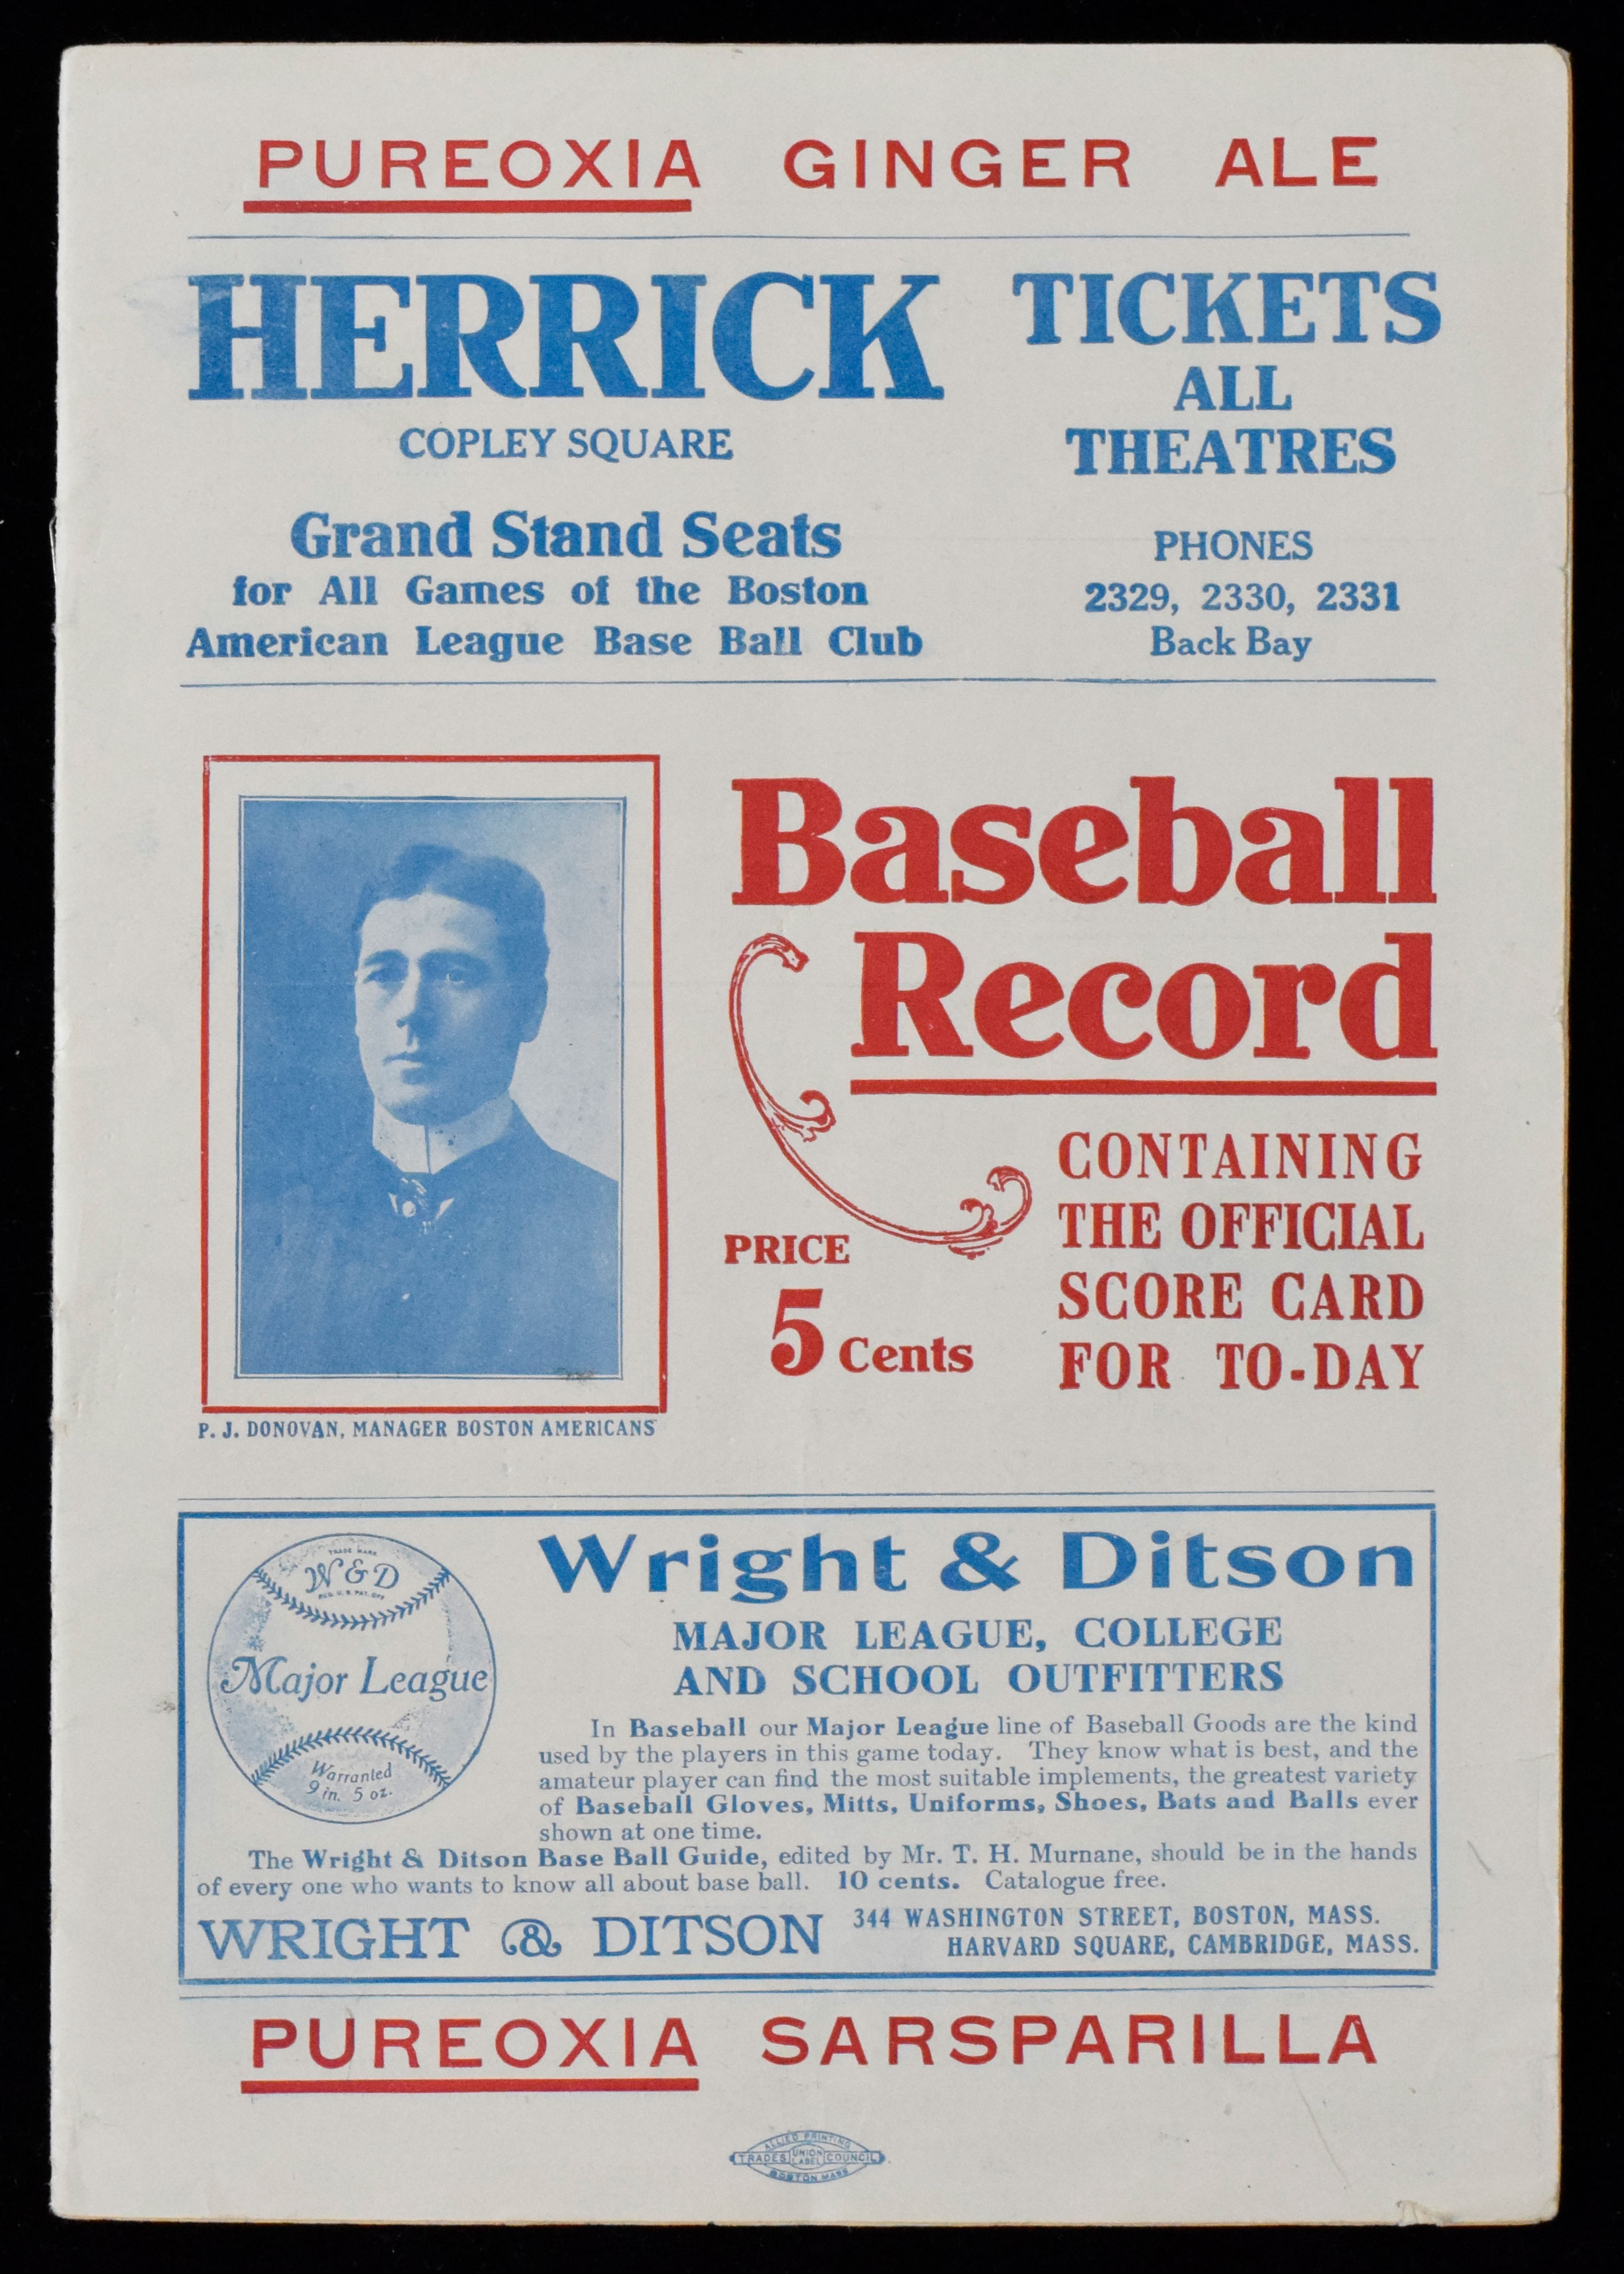 PUREOXIA GINGER ALE
HERRICK
COPLEY SQUARE
Grand Stand Seats
for All Games of the Boston
American League Base Ball Club
TICKETS
ALL
THEATRES
PHONES
2329, 2330, 2331
Back Bay
P. J. DONOVAN, MANAGER BOSTON AMERICANS
Baseball
Record
PRICE
5 Cents
CONTAINING
THE OFFICIAL
SCORE CARD
FOR TO-DAY
TRADE MARK
W & D
REG. U.S. PAT. OFF.
Major League
Warranted
9 in. 5 oz.
Wright & Ditson
MAJOR LEAGUE, COLLEGE
AND SCHOOL OUTFITTERS
In Baseball our Major League line of Baseball Goods are the kind
used by the players in this game today. They know what is best, and the
amateur player can find the most suitable implements, the greatest variety
of Baseball Gloves, Mitts, Uniforms, Shoes, Bats and Balls ever
shown at one time.
The Wright & Ditson Base Ball Guide, edited by Mr. T. H. Murnane, should be in the hands
of every one who wants to know all about base ball. 10 cents. Catalogue free.
WRIGHT & DITSON
344 WASHINGTON STREET, BOSTON, MASS.
HARVARD SQUARE, CAMBRIDGE, MASS.
PUREOXIA SARSPARILLA
ALLIED PRINTING
TRADES UNION LABEL COUNCIL
BOSTON MASS